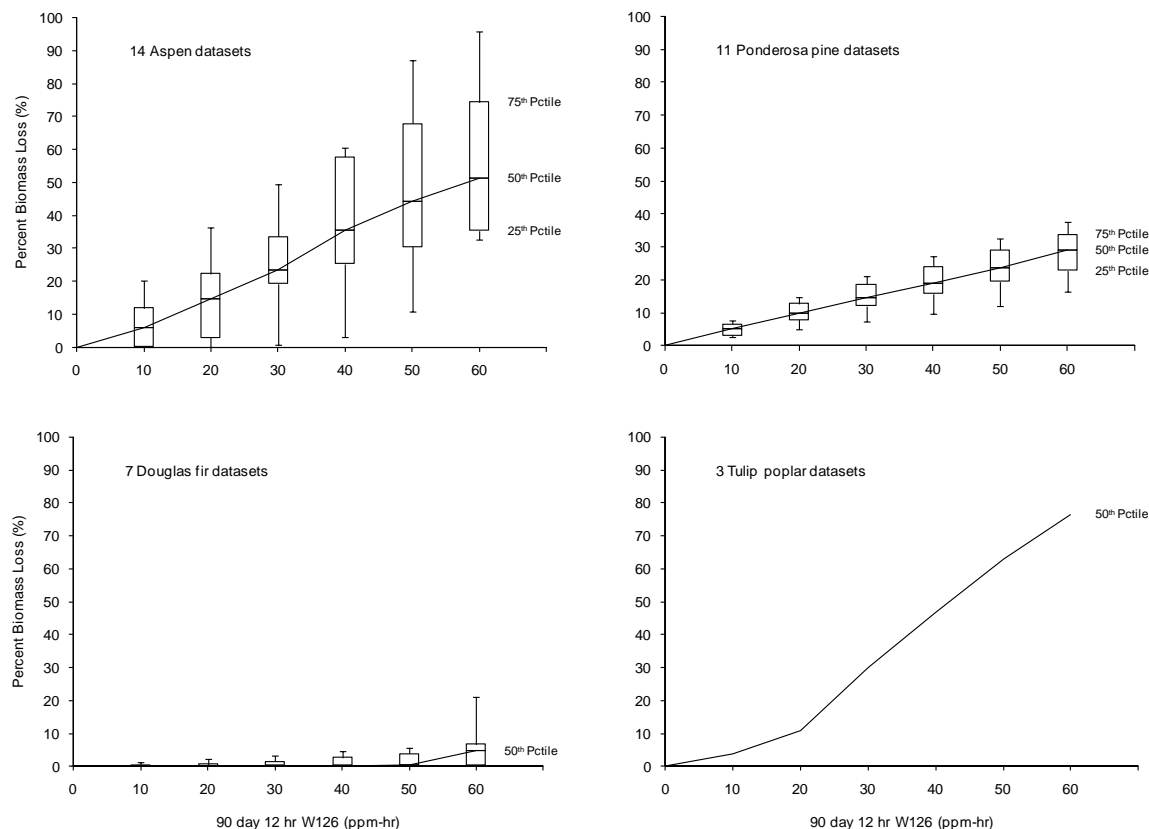 14 Aspen datasets
Percent Biomass Loss (%)
100
90
80
70
60
50
40
30
20
10
0
0 10 20 30 40 50 60
75th Pctile
50th Pctile
25th Pctile
11 Ponderosa pine datasets
100
90
80
70
60
50
40
30
20
10
0
0 10 20 30 40 50 60
75th Pctile
50th Pctile
25th Pctile
7 Douglas fir datasets
Percent Biomass Loss (%)
100
90
80
70
60
50
40
30
20
10
0
0 10 20 30 40 50 60
50th Pctile
90 day 12 hr W126 (ppm-hr)
3 Tulip poplar datasets
100
90
80
70
60
50
40
30
20
10
0
0 10 20 30 40 50 60
50th Pctile
90 day 12 hr W126 (ppm-hr)